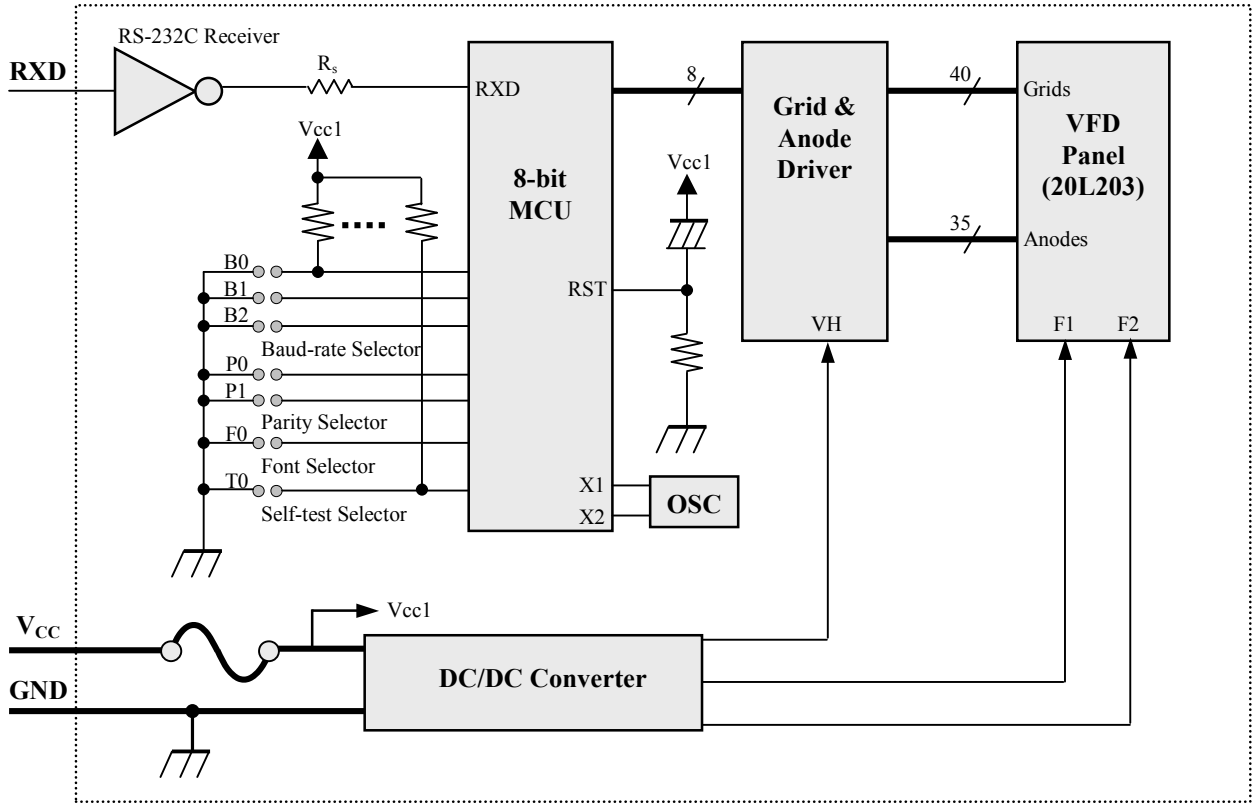 RS-232C Receiver
RXD
Rs
RXD
Vcc1
8-bit
MCU
B0
B1
B2
Baud-rate Selector
P0
P1
Parity Selector
F0
Font Selector
T0
Self-test Selector
RST
X1
X2
OSC
Vcc1
8
Grid &
Anode
Driver
VH
40
35
Grids
VFD
Panel
(20L203)
Anodes
F1 F2
VCC
Vcc1
GND
DC/DC Converter